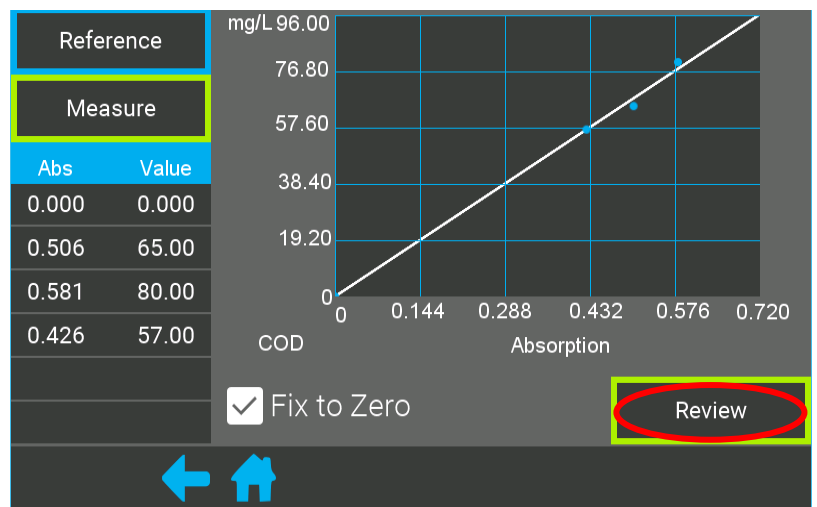 Reference
Measure
Abs Value
0.000 0.000
0.506 65.00
0.581 80.00
0.426 57.00
mg/L 96.00
76.80
57.60
38.40
19.20
0
0 0.144 0.288 0.432 0.576 0.720
COD Absorption
Fix to Zero
Review